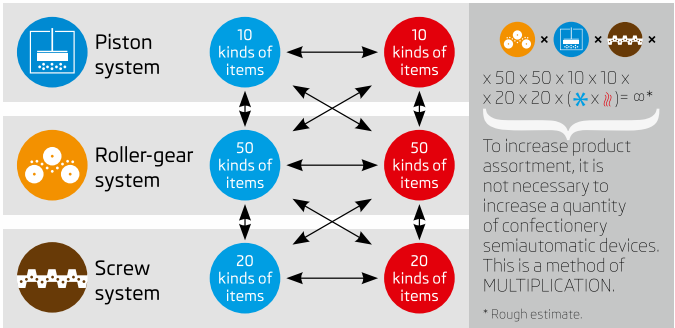 Piston
system
10
kinds of
items
10
kinds of
items
Roller-gear
system
50
kinds of
items
50
kinds of
items
Screw
system
20
kinds of
items
20
kinds of
items
× × ×
x 50 x 50 x 10 x 10 x
x 20 x 20 x ( x ) = ∞*
To increase product
assortment, it is
not necessary to
increase a quantity
of confectionery
semiautomatic devices.
This is a method of
MULTIPLICATION.
* Rough estimate.